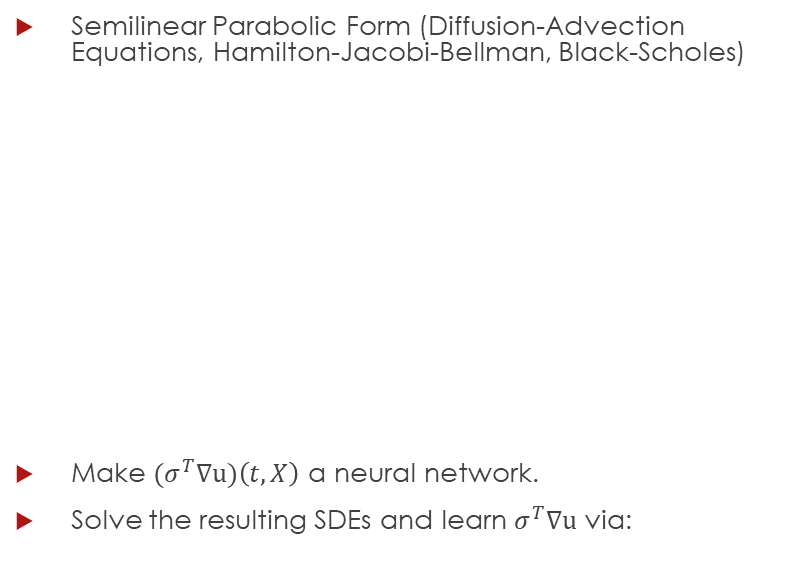 Semilinear Parabolic Form (Diffusion-Advection
Equations, Hamilton-Jacobi-Bellman, Black-Scholes)
Make (σᵀ∇u)(t,X) a neural network.
Solve the resulting SDEs and learn σᵀ∇u via: